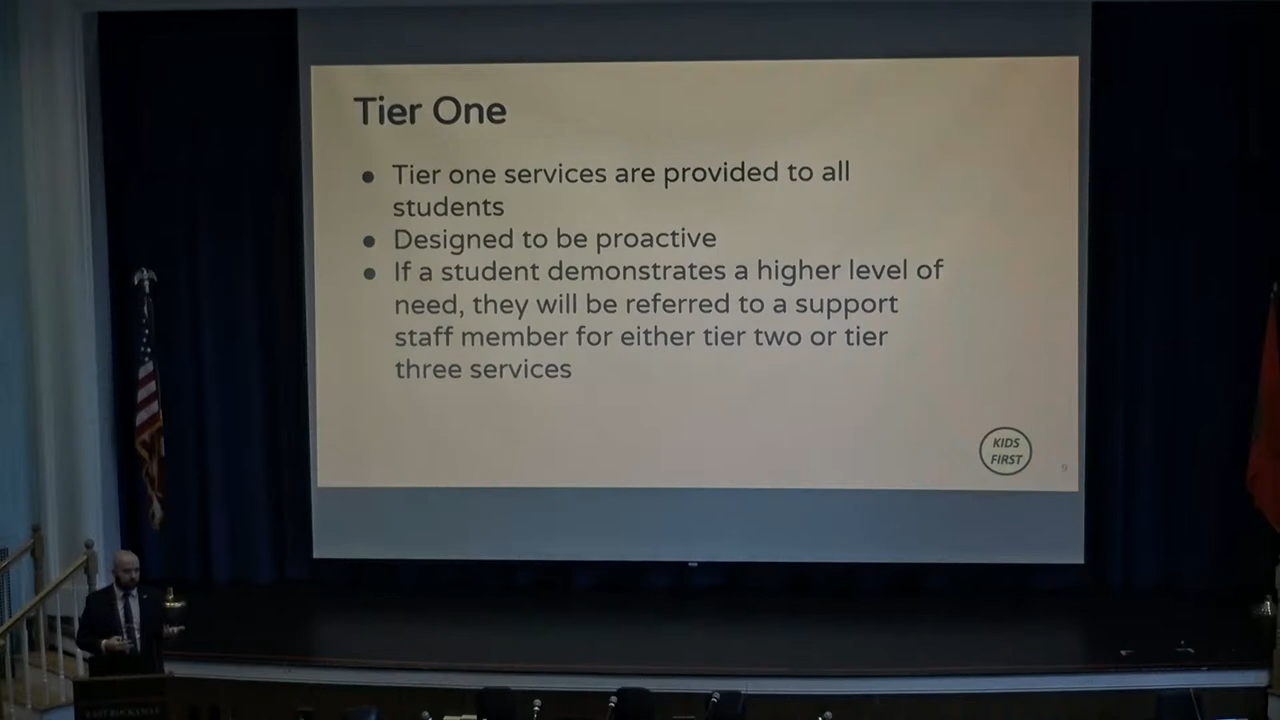 Tier One
● Tier one services are provided to all
students
● Designed to be proactive
● If a student demonstrates a higher level of
need, they will be referred to a support
staff member for either tier two or tier
three services
KIDS
FIRST
9